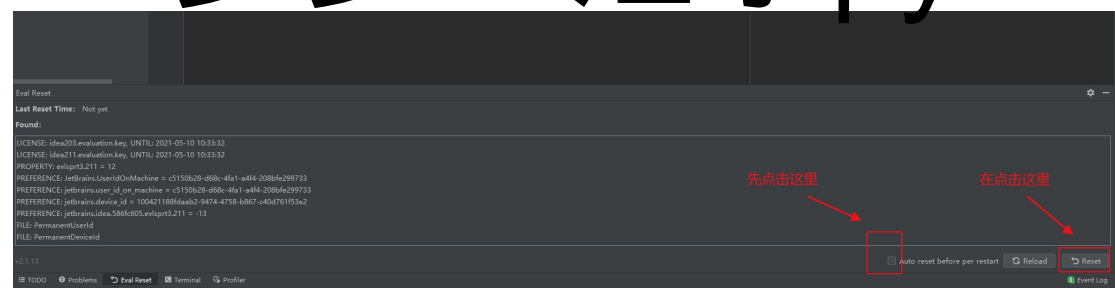 Eval Reset
Last Reset Time: Not yet
Found:
LICENSE: idea203.evaluation.key, UNTIL: 2021-05-10 10:33:32
LICENSE: idea211.evaluation.key, UNTIL: 2021-05-10 10:33:32
PROPERTY: evlsprt3.211 = 12
PREFERENCE: JetBrains.UserIdOnMachine = c5150b28-d68c-4fa1-a4f4-208bfe299733
PREFERENCE: jetbrains.user_id_on_machine = c5150b28-d68c-4fa1-a4f4-208bfe299733
PREFERENCE: jetbrains.device_id = 100421188fdaab2-9474-4758-b867-c40d761f53e2
PREFERENCE: jetbrains.idea.586fc605.evlsprt3.211 = -13
FILE: PermanentUserId
FILE: PermanentDeviceId
先点击这里 在点击这里
v2.1.13 Auto reset before per restart Reload Reset
TODO Problems Eval Reset Terminal Profiler Event Log